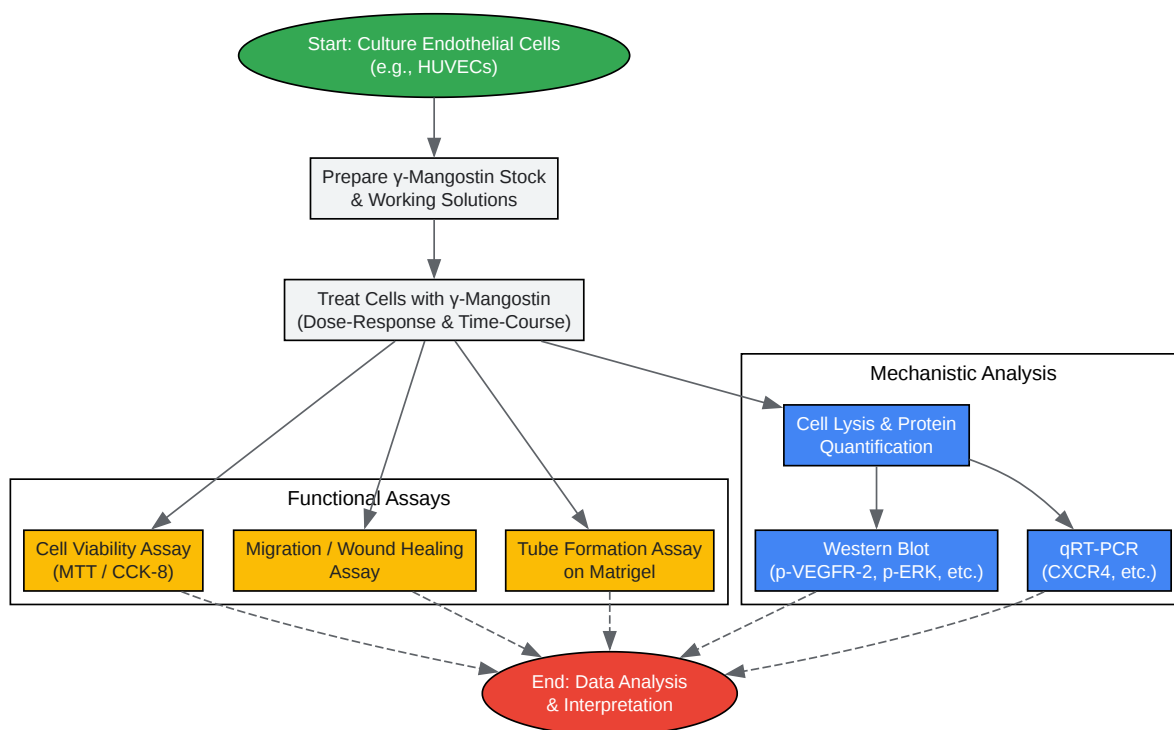 Start: Culture Endothelial Cells
(e.g., HUVECs)
Prepare γ-Mangostin Stock
& Working Solutions
Treat Cells with γ-Mangostin
(Dose-Response & Time-Course)
Mechanistic Analysis
Cell Lysis & Protein
Quantification
Functional Assays
Cell Viability Assay
(MTT / CCK-8)
Migration / Wound Healing
Assay
Tube Formation Assay
on Matrigel
Western Blot
(p-VEGFR-2, p-ERK, etc.)
qRT-PCR
(CXCR4, etc.)
End: Data Analysis
& Interpretation